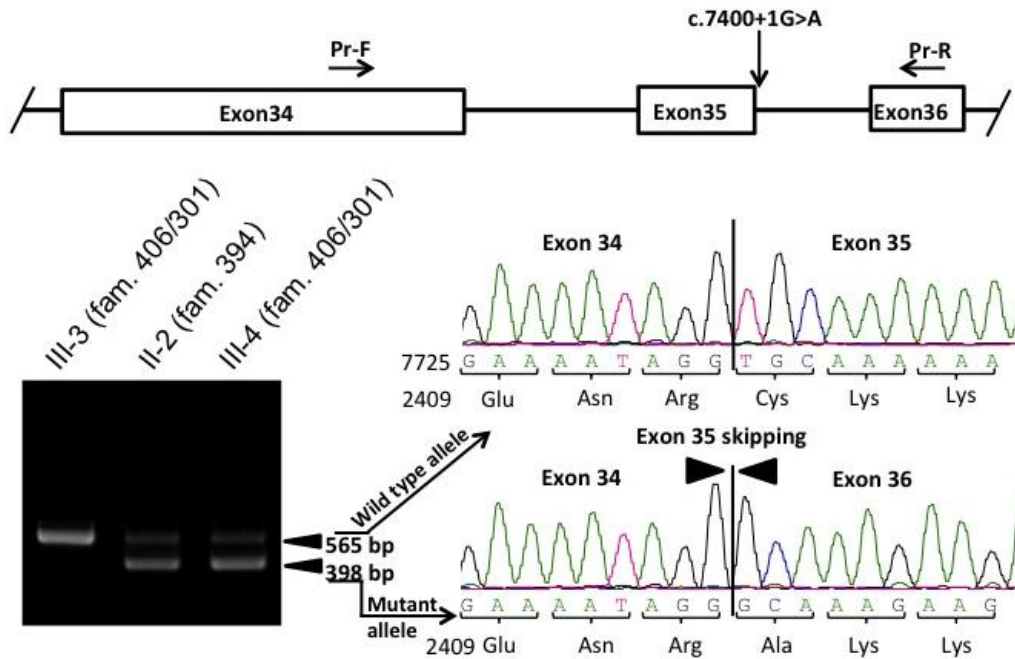 c.7400+1G>A
Pr-F
Pr-R
Exon34
Exon35
Exon36
III-3 (fam. 406/301)
II-2 (fam. 394)
III-4 (fam. 406/301)
565 bp
398 bp
Wild type allele
Mutant
allele
Exon 34 Exon 35
7725 G A A A A T A G G T G C A A A A A A
2409 Glu Asn Arg Cys Lys Lys
Exon 35 skipping
Exon 34 Exon 36
G A A A A T A G G G C A A A G A A G
2409 Glu Asn Arg Ala Lys Lys